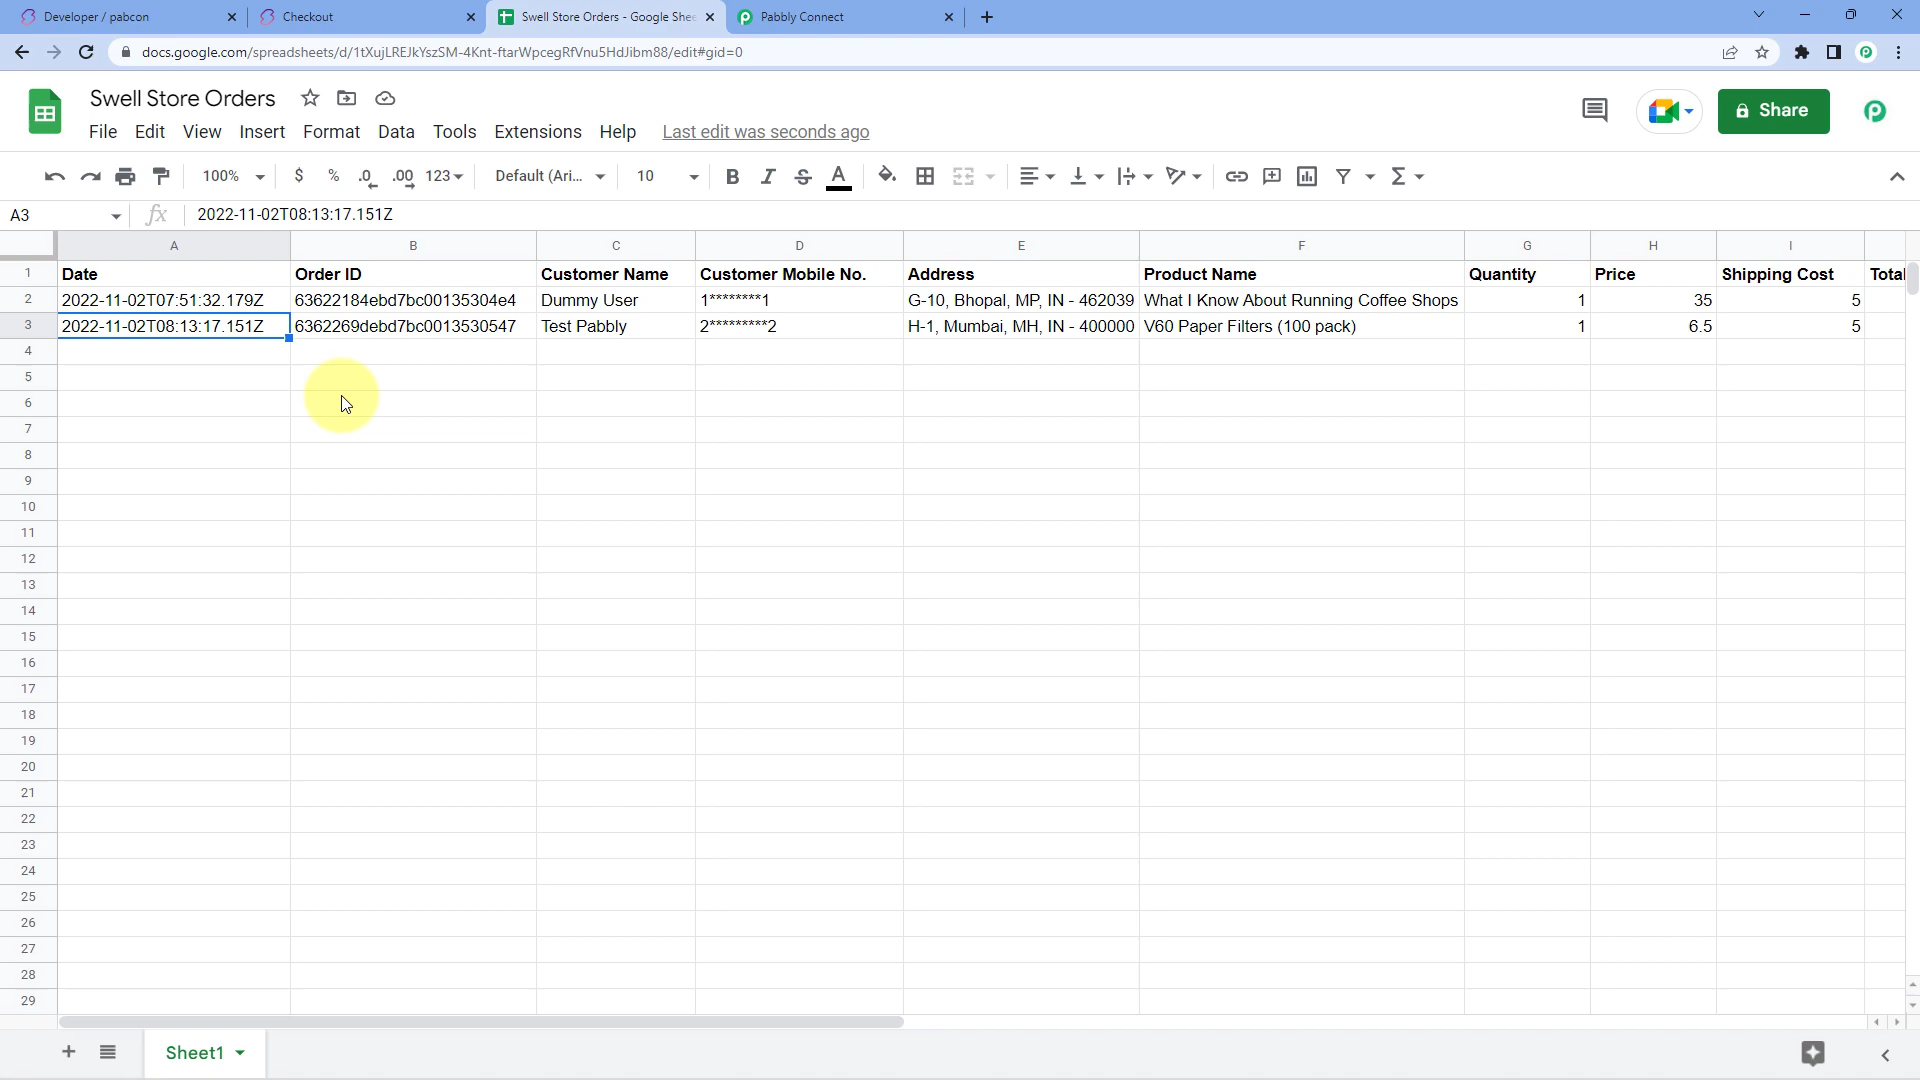 Developer / pabcon
Checkout
Swell Store Orders - Google She
Pabbly Connect
docs.google.com/spreadsheets/d/1tXujLREJkYszSM-4Knt-ftarWpcegRfVnu5HdJibm88/edit#gid=0
Swell Store Orders
File Edit View Insert Format Data Tools Extensions Help Last edit was seconds ago
Share
100% $ % .0 .00 123 Default (Ari... 10 B I S A
A3 fx 2022-11-02T08:13:17.151Z
A B C D E F G H I
1 Date Order ID Customer Name Customer Mobile No. Address Product Name Quantity Price Shipping Cost Total
2 2022-11-02T07:51:32.179Z 63622184ebd7bc00135304e4 Dummy User 1********1 G-10, Bhopal, MP, IN - 462039 What I Know About Running Coffee Shops 1 35 5
3 2022-11-02T08:13:17.151Z 6362269debd7bc0013530547 Test Pabbly 2*********2 H-1, Mumbai, MH, IN - 400000 V60 Paper Filters (100 pack) 1 6.5 5
4
5
6
7
8
9
10
11
12
13
14
15
16
17
18
19
20
21
22
23
24
25
26
27
28
29
Sheet1